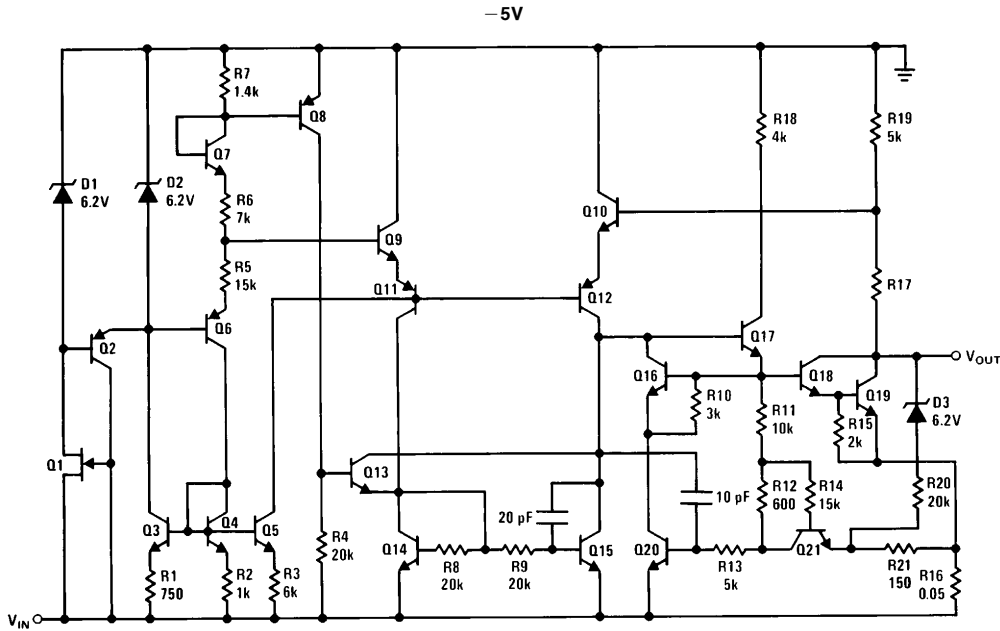 −5V
R7
1.4k
Q8
R18
4k
R19
5k
Q7
D1
6.2V
D2
6.2V
R6
7k
Q10
Q9
R5
15k
R17
Q11
Q12
Q2
Q6
Q17
VOUT
Q16
Q18
R10
3k
R11
10k
Q19
D3
6.2V
R15
2k
Q1
Q13
10 pF
R12
600
R14
15k
R20
20k
Q3
Q4
Q5
R4
20k
20 pF
Q14
R8
20k
R9
20k
Q15
Q20
R13
5k
Q21
R21
150
R16
0.05
R1
750
R2
1k
R3
6k
VIN